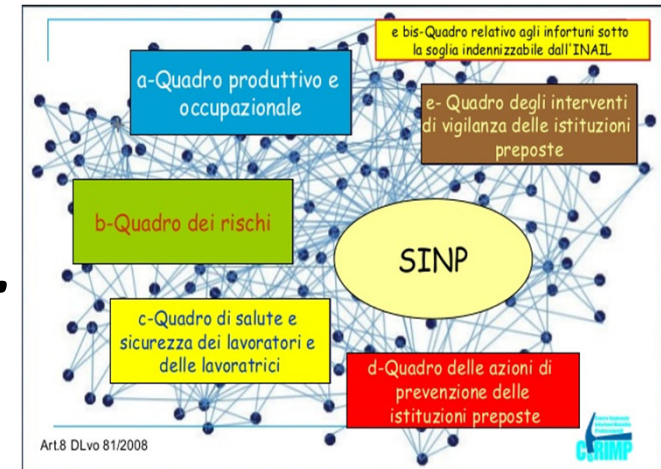 e bis-Quadro relativo agli infortuni sotto
la soglia indennizzabile dall'INAIL
a-Quadro produttivo e
occupazionale
e- Quadro degli interventi
di vigilanza delle istituzioni
preposte
b-Quadro dei rischi
SINP
c-Quadro di salute e
sicurezza dei lavoratori e
delle lavoratrici
d-Quadro delle azioni di
prevenzione delle
istituzioni preposte
Art.8 DLvo 81/2008